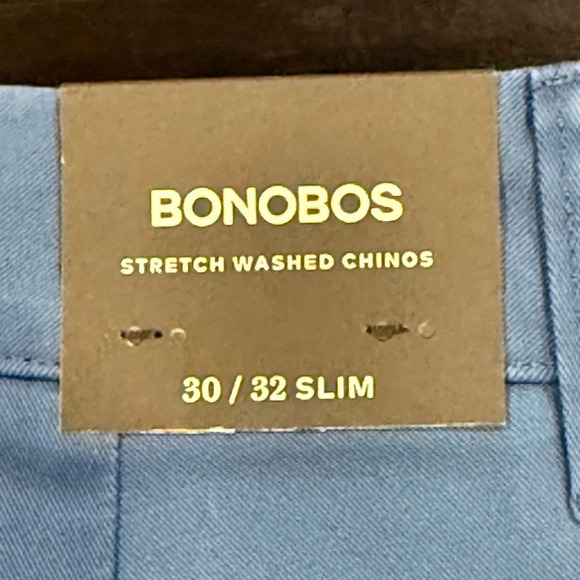 BONOBOS
STRETCH WASHED CHINOS
30 / 32 SLIM